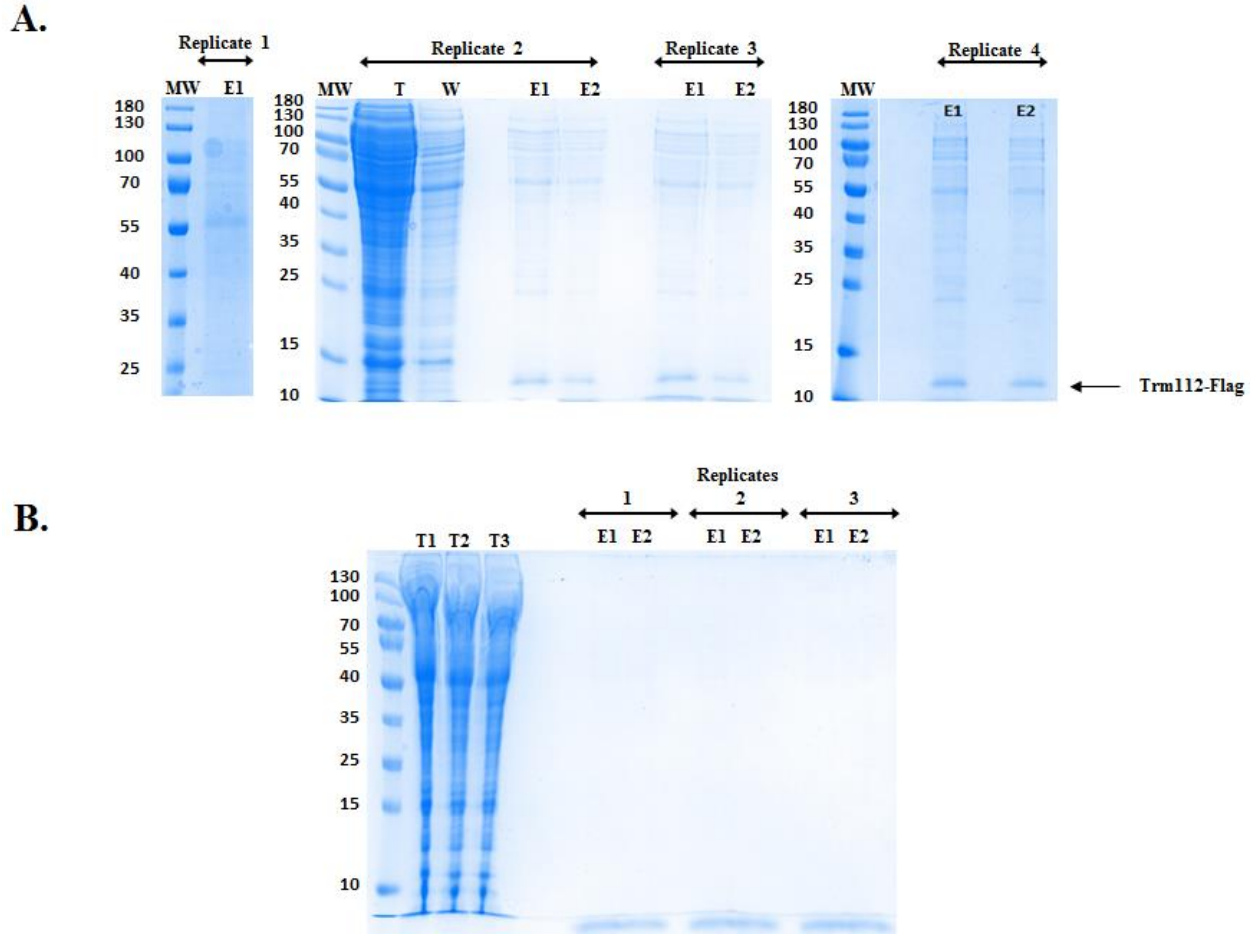 A.
Replicate 1
Replicate 2
Replicate 3
Replicate 4
MW E1
MW T W E1 E2
E1 E2
MW E1 E2
180
130
100
70
55
40
35
25
180
130
100
70
55
40
35
25
15
10
180
130
100
70
55
40
35
25
15
10
Trm112-Flag
B.
Replicates
1 2 3
T1 T2 T3 E1 E2 E1 E2 E1 E2
130
100
70
55
40
35
25
15
10